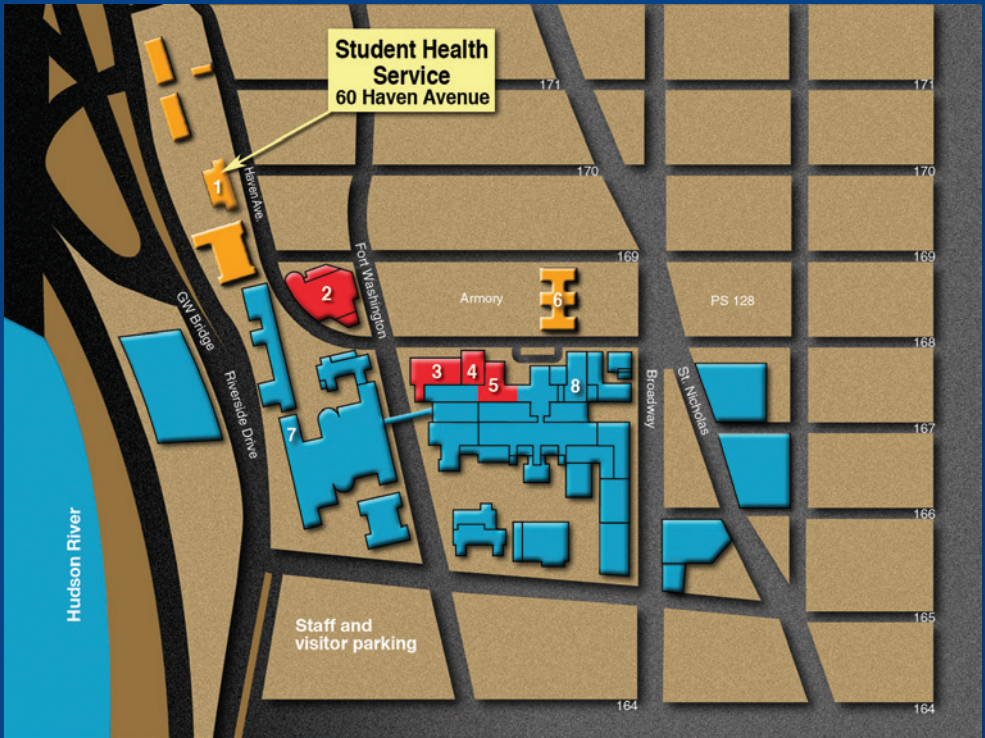 Student Health
Service
60 Haven Avenue
171
171
1
170
170
Haven Ave.
Fort Washington
169
169
2
Armory
6
PS 128
GW Bridge
168
3
4
5
8
Riverside Drive
Broadway
St. Nicholas
7
167
166
Hudson River
Staff and
visitor parking
165
164
164